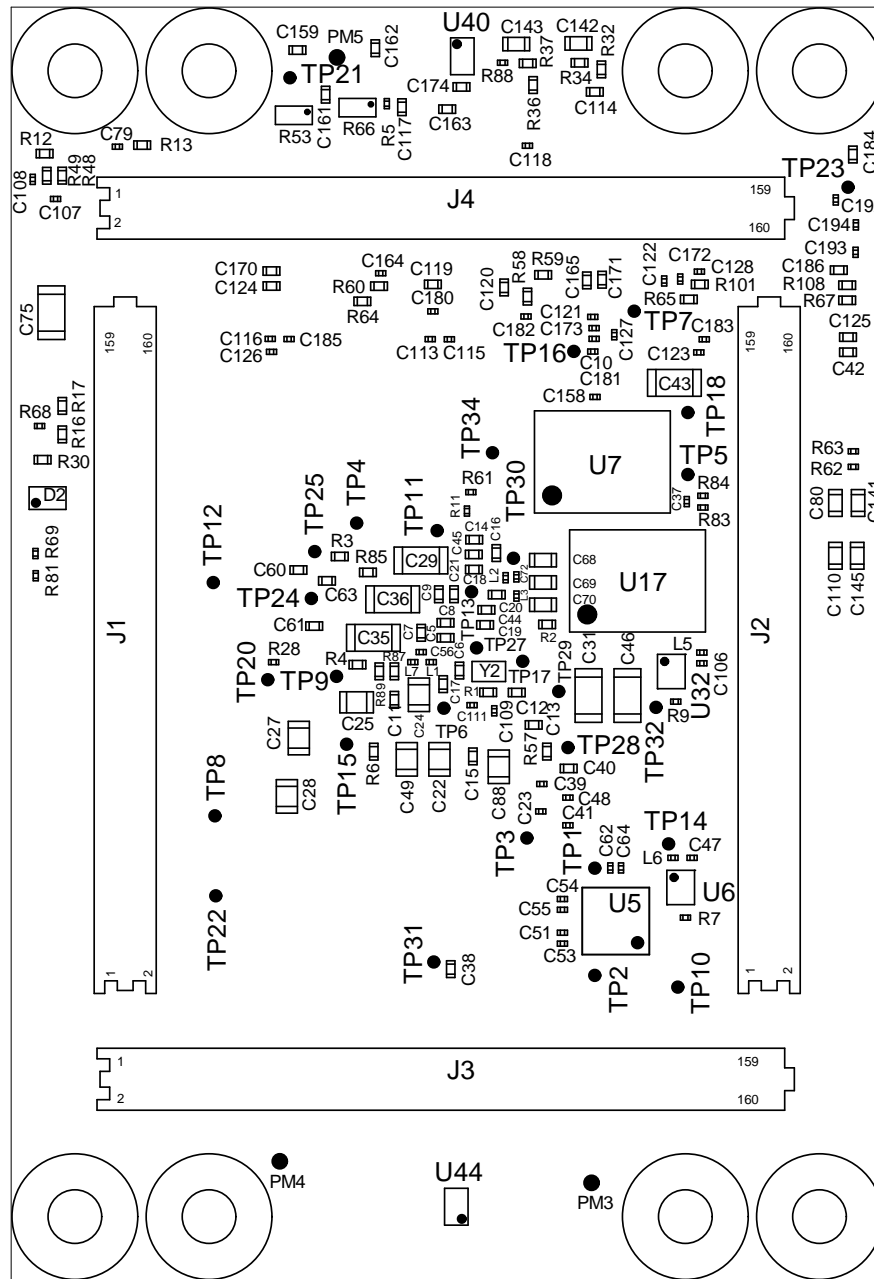 U40
C143
C142
R32
C159
PM5
C162
R37
TP21
R88
R34
C174
R36
C114
C161
R53
R66
R5
C117
C163
R12
C79
R13
C118
C184
C108
R49
R48
TP23
C107
C19
C194
C193
1
2
J4
159
160
C170
C124
C164
R60
R64
C119
C180
C120
R58
R59
C165
C171
C122
C172
C128
R101
R65
C186
R108
R67
C75
159
160
C116
C126
C185
C113
C115
C182
C121
C173
C127
TP7
C183
C123
159
160
C125
C42
TP16
C10
C181
C158
C43
TP18
R17
R68
R16
R30
TP34
U7
TP5
R63
R62
D2
TP25
TP4
TP11
R61
R11
TP30
C37
R84
R83
C80
C141
R69
R81
TP12
R3
C60
R85
C63
C29
C14
C45
C21
C16
L2
C72
C68
C69
C70
U17
C110
C145
TP24
C36
C9
C18
TP13
L3
C20
C44
C19
R2
C61
C35
C7
C5
C8
C56
J1
J2
R28
TP20
TP9
R4
R89
R87
L7
L1
C6
TP27
Y2
TP17
TP29
C31
C46
L5
U32
C106
C25
C11
C24
C17
TP6
R1
C111
C109
C12
C13
TP32
R9
C27
TP15
R6
C49
C22
C15
C88
R57
TP28
C40
C28
TP8
C39
C48
C41
C23
TP3
TP1
C62
C64
TP14
L6
C47
TP22
C54
C55
C51
C53
U5
U6
R7
TP31
C38
TP2
TP10
1
2
1
2
1
2
J3
159
160
PM4
U44
PM3